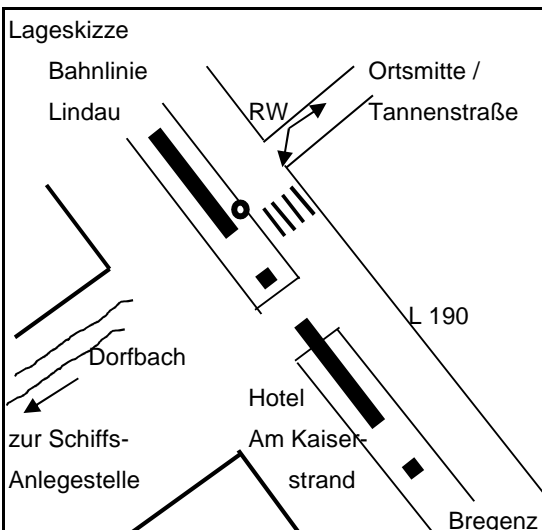 Lageskizze
Bahnlinie
Lindau
RW
Ortsmitte /
Tannenstraße
L 190
Dorfbach
zur Schiffs-
Anlegestelle
Hotel
Am Kaiser-
strand
Bregenz